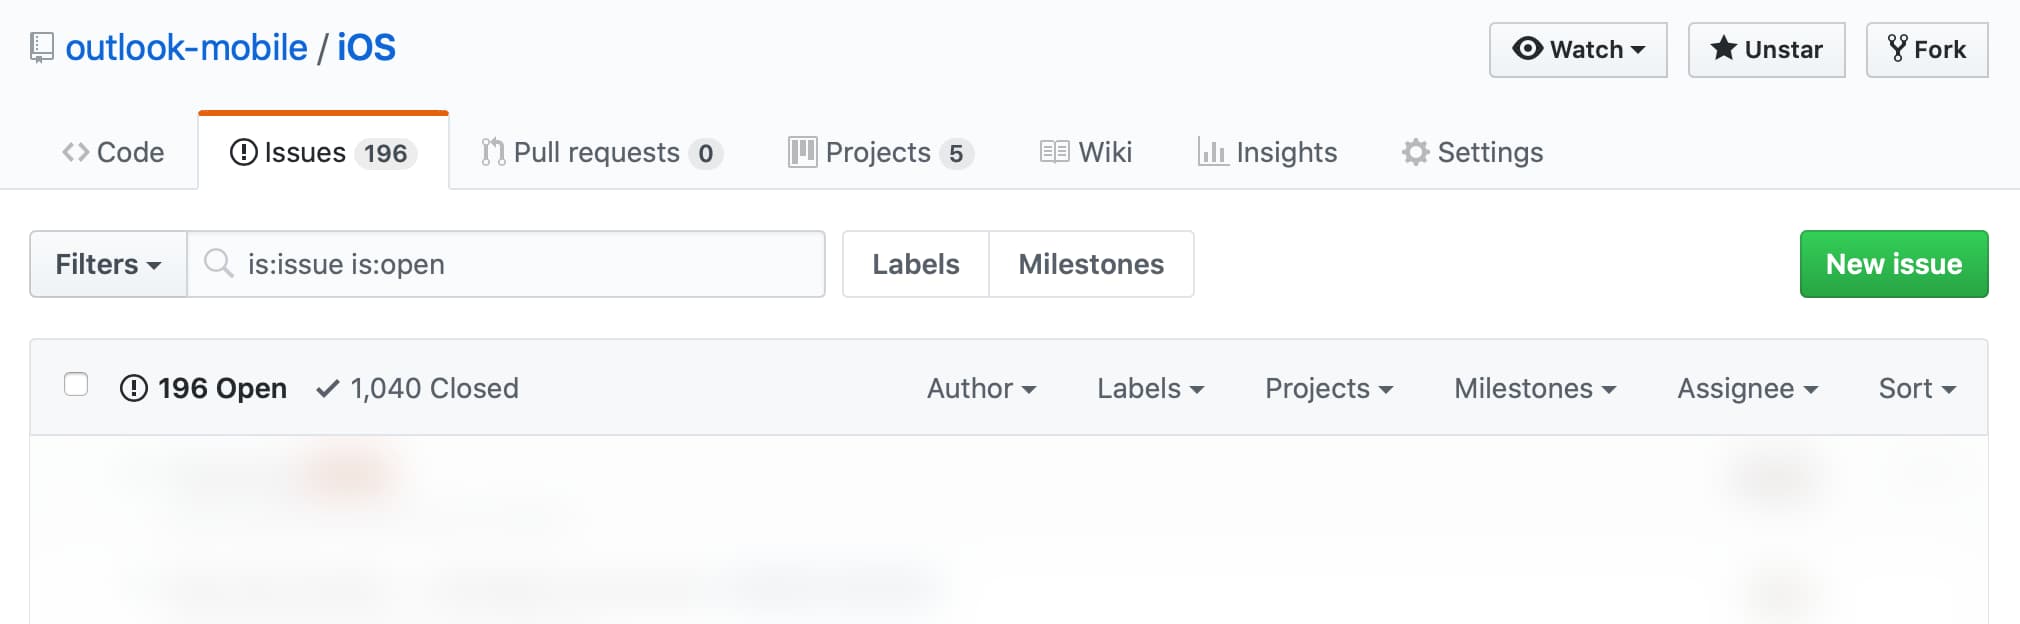 outlook-mobile / iOS
Watch Unstar Fork
Code Issues 196 Pull requests 0 Projects 5 Wiki Insights Settings
Filters is:issue is:open Labels Milestones New issue
196 Open 1,040 Closed Author Labels Projects Milestones Assignee Sort